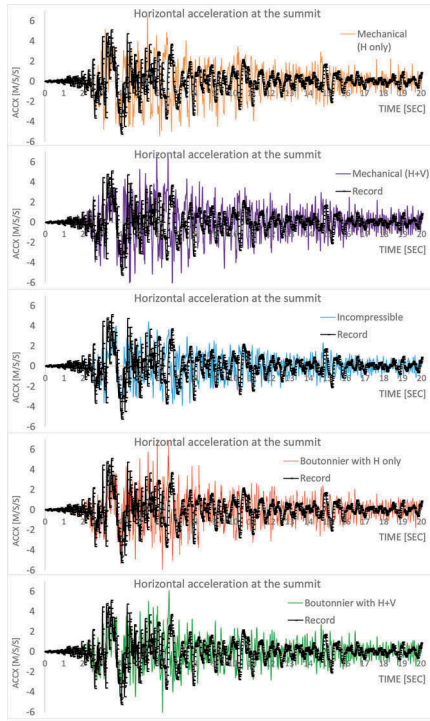 Horizontal acceleration at the summit
6
4
2
0
-2
-4
-6
ACCX [M/S/S]
Mechanical
(H only)
0 1 2 3 4 5 6 7 8 9 10 11 12 13 14 15 16 17 18 19 20
TIME [SEC]
Horizontal acceleration at the summit
6
4
2
0
-2
-4
-6
ACCX [M/S/S]
Mechanical (H+V)
Record
0 1 2 3 4 5 6 7 8 9 10 11 12 13 14 15 16 17 18 19 20
TIME [SEC]
Horizontal acceleration at the summit
6
4
2
0
-2
-4
-6
ACCX [M/S/S]
Incompressible
Record
0 1 2 3 4 5 6 7 8 9 10 11 12 13 14 15 16 17 18 19 20
TIME [SEC]
Horizontal acceleration at the summit
6
4
2
0
-2
-4
-6
ACCX [M/S/S]
Boutonnier with H only
Record
0 1 2 3 4 5 6 7 8 9 10 11 12 13 14 15 16 17 18 19 20
TIME [SEC]
Horizontal acceleration at the summit
6
4
2
0
-2
-4
-6
ACCX [M/S/S]
Boutonnier with H+V
Record
0 1 2 3 4 5 6 7 8 9 10 11 12 13 14 15 16 17 18 19 20
TIME [SEC]